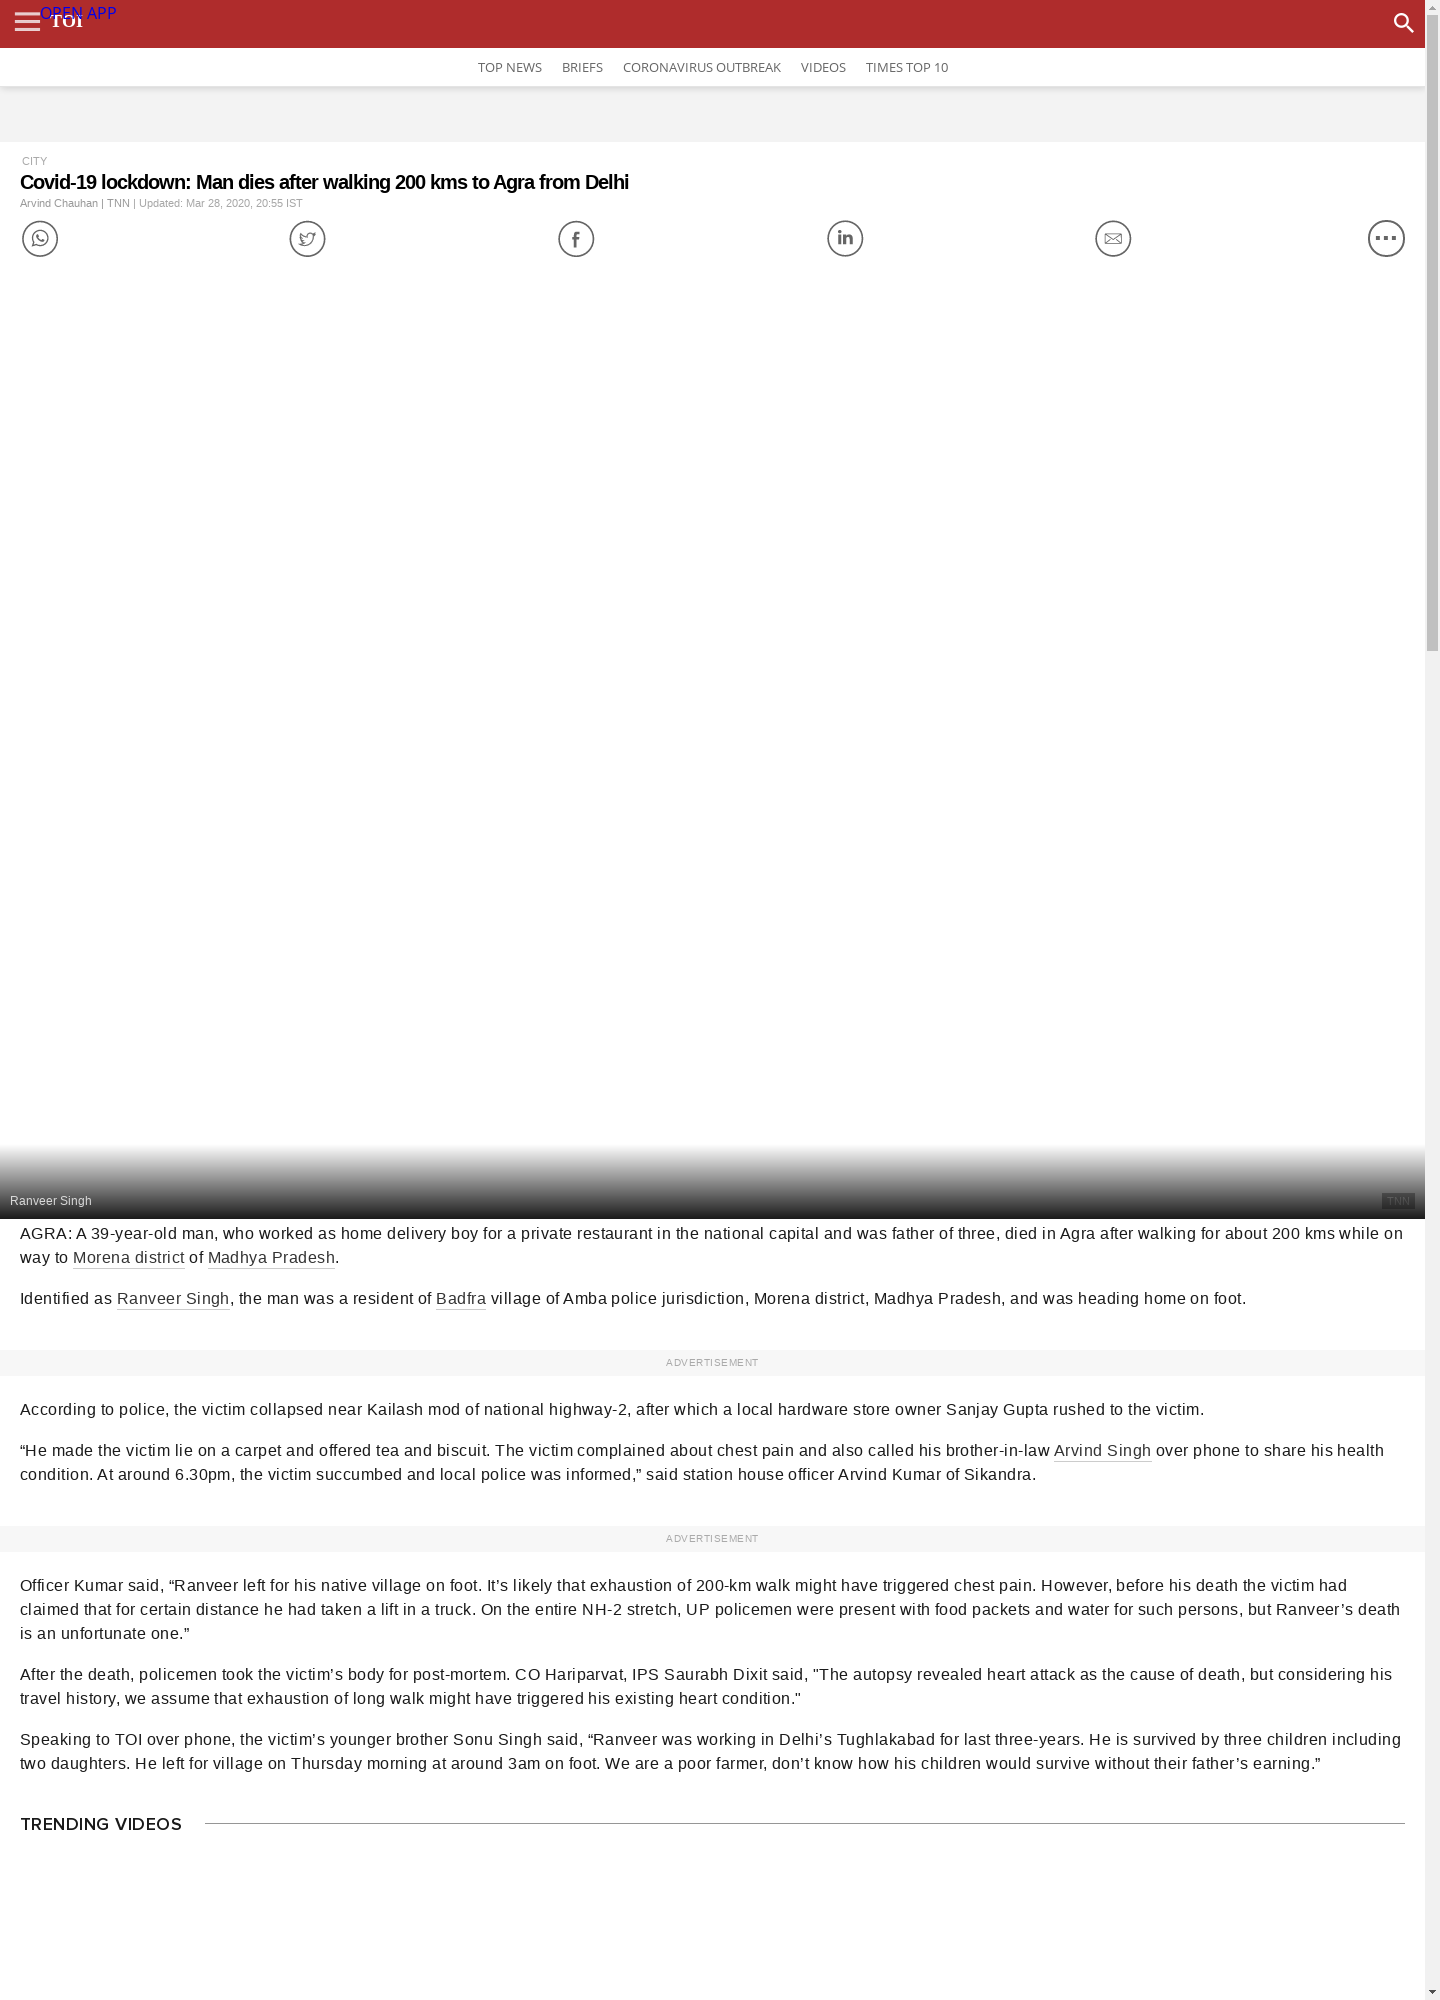 OPEN APP
TOI
TOP NEWS BRIEFS CORONAVIRUS OUTBREAK VIDEOS TIMES TOP 10
CITY
Covid-19 lockdown: Man dies after walking 200 kms to Agra from Delhi
Arvind Chauhan | TNN | Updated: Mar 28, 2020, 20:55 IST
Ranveer Singh
TNN
AGRA: A 39-year-old man, who worked as home delivery boy for a private restaurant in the national capital and was father of three, died in Agra after walking for about 200 kms while on
way to Morena district of Madhya Pradesh.
Identified as Ranveer Singh, the man was a resident of Badfra village of Amba police jurisdiction, Morena district, Madhya Pradesh, and was heading home on foot.
ADVERTISEMENT
According to police, the victim collapsed near Kailash mod of national highway-2, after which a local hardware store owner Sanjay Gupta rushed to the victim.
“He made the victim lie on a carpet and offered tea and biscuit. The victim complained about chest pain and also called his brother-in-law Arvind Singh over phone to share his health
condition. At around 6.30pm, the victim succumbed and local police was informed,” said station house officer Arvind Kumar of Sikandra.
ADVERTISEMENT
Officer Kumar said, “Ranveer left for his native village on foot. It’s likely that exhaustion of 200-km walk might have triggered chest pain. However, before his death the victim had
claimed that for certain distance he had taken a lift in a truck. On the entire NH-2 stretch, UP policemen were present with food packets and water for such persons, but Ranveer’s death
is an unfortunate one.”
After the death, policemen took the victim’s body for post-mortem. CO Hariparvat, IPS Saurabh Dixit said, "The autopsy revealed heart attack as the cause of death, but considering his
travel history, we assume that exhaustion of long walk might have triggered his existing heart condition."
Speaking to TOI over phone, the victim’s younger brother Sonu Singh said, “Ranveer was working in Delhi’s Tughlakabad for last three-years. He is survived by three children including
two daughters. He left for village on Thursday morning at around 3am on foot. We are a poor farmer, don’t know how his children would survive without their father’s earning.”
TRENDING VIDEOS